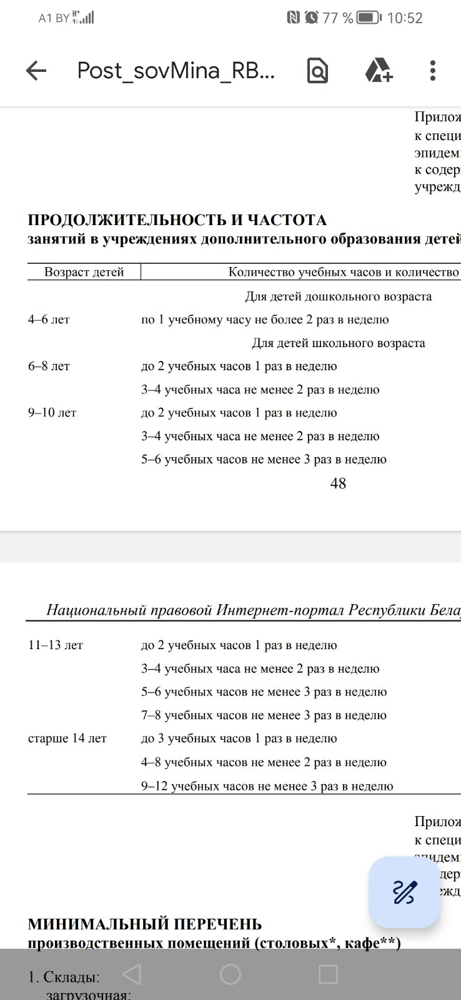 A1 BY 77 % 10:52
Post_sovMina_RB...
Прилож
к специ
эпидем
к содер
учрежд
ПРОДОЛЖИТЕЛЬНОСТЬ И ЧАСТОТА
занятий в учреждениях дополнительного образования детей
Возраст детей Количество учебных часов и количество
Для детей дошкольного возраста
4–6 лет по 1 учебному часу не более 2 раз в неделю
Для детей школьного возраста
6–8 лет до 2 учебных часов 1 раз в неделю
3–4 учебных часа не менее 2 раз в неделю
9–10 лет до 2 учебных часов 1 раз в неделю
3–4 учебных часа не менее 2 раз в неделю
5–6 учебных часов не менее 3 раз в неделю
48
Национальный правовой Интернет-портал Республики Бела
11–13 лет до 2 учебных часов 1 раз в неделю
3–4 учебных часа не менее 2 раз в неделю
5–6 учебных часов не менее 3 раз в неделю
7–8 учебных часов не менее 3 раз в неделю
старше 14 лет до 3 учебных часов 1 раз в неделю
4–8 учебных часов не менее 2 раз в неделю
9–12 учебных часов не менее 3 раз в неделю
Прилож
к специ
эпидем
дер
ежд
МИНИМАЛЬНЫЙ ПЕРЕЧЕНЬ
производственных помещений (столовых*, кафе**)
1. Склады:
загрузочная;